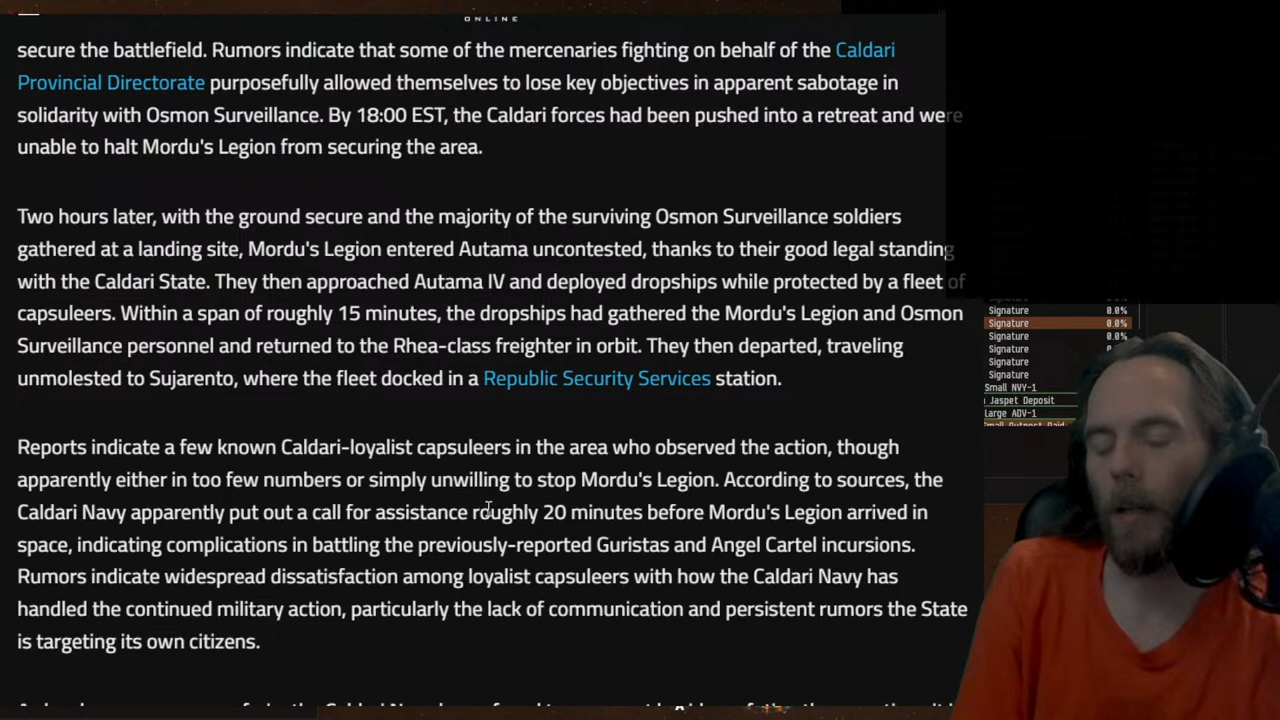 ONLINE
secure the battlefield. Rumors indicate that some of the mercenaries fighting on behalf of the Caldari
Provincial Directorate purposefully allowed themselves to lose key objectives in apparent sabotage in
solidarity with Osmon Surveillance. By 18:00 EST, the Caldari forces had been pushed into a retreat and were
unable to halt Mordu's Legion from securing the area.
Two hours later, with the ground secure and the majority of the surviving Osmon Surveillance soldiers
gathered at a landing site, Mordu's Legion entered Autama uncontested, thanks to their good legal standing
with the Caldari State. They then approached Autama IV and deployed dropships while protected by a fleet of
capsuleers. Within a span of roughly 15 minutes, the dropships had gathered the Mordu's Legion and Osmon
Surveillance personnel and returned to the Rhea-class freighter in orbit. They then departed, traveling
unmolested to Sujarento, where the fleet docked in a Republic Security Services station.
Reports indicate a few known Caldari-loyalist capsuleers in the area who observed the action, though
apparently either in too few numbers or simply unwilling to stop Mordu's Legion. According to sources, the
Caldari Navy apparently put out a call for assistance roughly 20 minutes before Mordu's Legion arrived in
space, indicating complications in battling the previously-reported Guristas and Angel Cartel incursions.
Rumors indicate widespread dissatisfaction among loyalist capsuleers with how the Caldari Navy has
handled the continued military action, particularly the lack of communication and persistent rumors the State
is targeting its own citizens.
Signature 0.0%
Signature 0.0%
Signature 0.0%
Signature
Signature
Signature
Small NVY-1
Jaspet Deposit
Large ADV-1
Small Outpost Raid